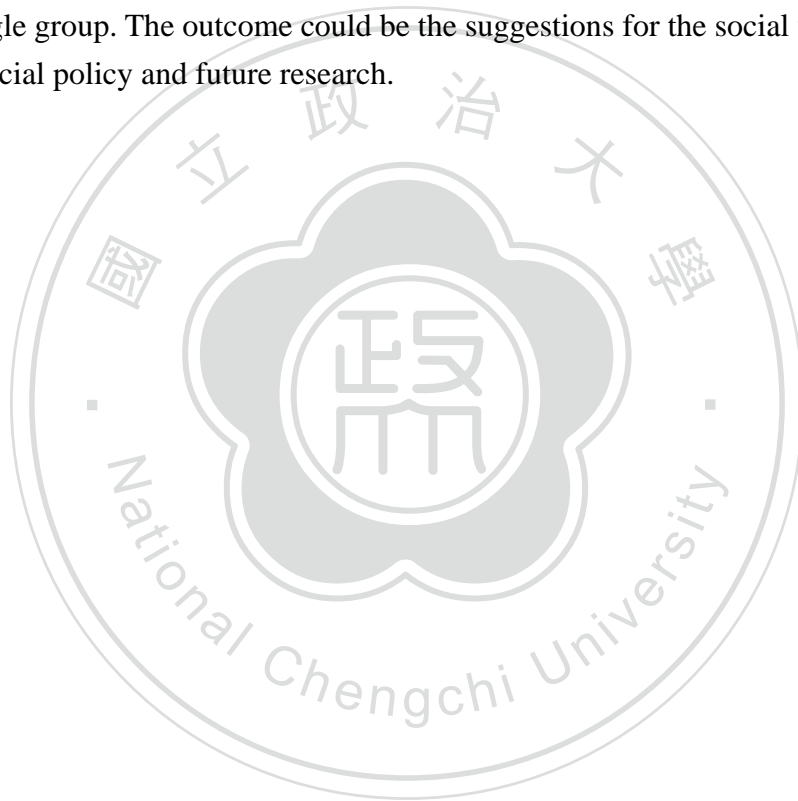 gle group. The outcome could be the suggestions for the social
cial policy and future research.
國立政治大學
政大
National Chengchi University